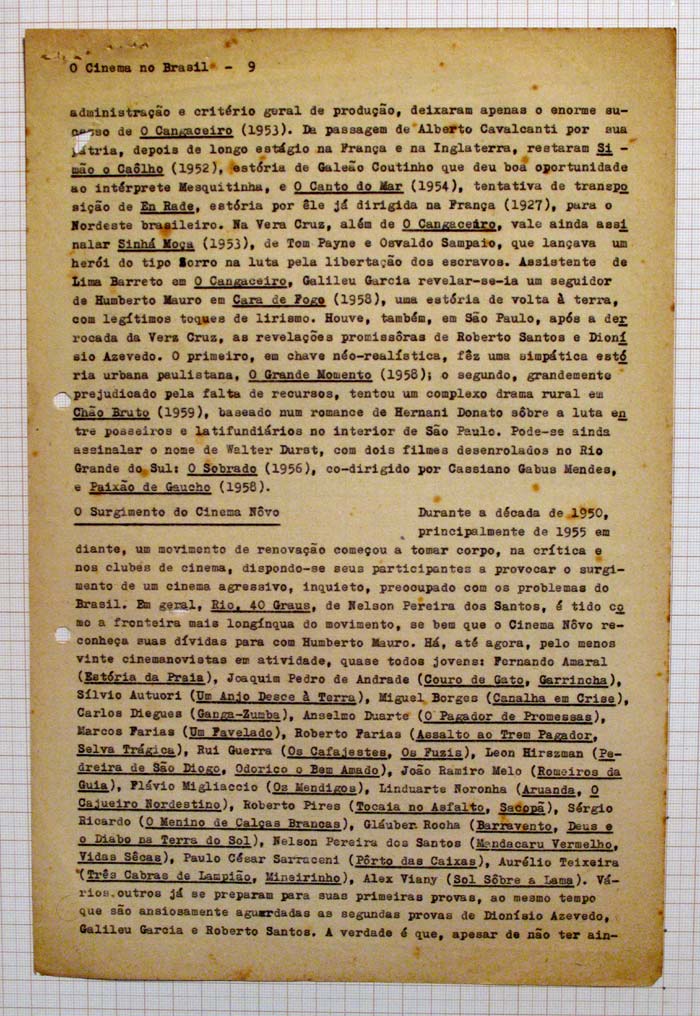 O Cinema no Brasil - 9
administração e critério geral de produção, deixaram apenas o enorme su-
cesso de O Cangaceiro (1953). Da passagem de Alberto Cavalcanti por sua
pátria, depois de longo estágio na França e na Inglaterra, restaram Si -
mão o Caôlho (1952), estória de Galeão Coutinho que deu boa oportunidade
ao intérprete Mesquitinha, e O Canto do Mar (1954), tentativa de transpo
sição de En Rade, estória por êle já dirigida na França (1927), para o
Nordeste brasileiro. Na Vera Cruz, além de O Cangaceiro, vale ainda assi
nalar Sinhá Moça (1953), de Tom Payne e Osvaldo Sampaio, que lançava um
herói do tipo Sorro na luta pela libertação dos escravos. Assistente de
Lima Barreto em O Cangaceiro, Galileu Garcia revelar-se-ia um seguidor
de Humberto Mauro em Cara de Fogo (1958), uma estória de volta à terra,
com legítimos toques de lirismo. Houve, também, em São Paulo, após a der
rocada da Verz Cruz, as revelações promissôras de Roberto Santos e Dioní
sio Azevedo. O primeiro, em chave néo-realística, fêz uma simpática estó
ria urbana paulistana, O Grande Momento (1958); o segundo, grandemente
prejudicado pela falta de recursos, tentou um complexo drama rural em
Chão Bruto (1959), baseado num romance de Hernani Donato sôbre a luta en
tre posseiros e latifundiários no interior de São Paulo. Pode-se ainda
assinalar o nome de Walter Durst, com dois filmes desenrolados no Rio
Grande do Sul: O Sobrado (1956), co-dirigido por Cassiano Gabus Mendes,
e Paixão de Gaucho (1958).
O Surgimento do Cinema Nôvo Durante a década de 1950,
principalmente de 1955 em
diante, um movimento de renovação começou a tomar corpo, na crítica e
nos clubes de cinema, dispondo-se seus participantes a provocar o surgi-
mento de um cinema agressivo, inquieto, preocupado com os problemas do
Brasil. Em geral, Rio, 40 Graus, de Nelson Pereira dos Santos, é tido co
mo a fronteira mais longínqua do movimento, se bem que o Cinema Nôvo re-
conheça suas dívidas para com Humberto Mauro. Há, até agora, pelo menos
vinte cinemanovistas em atividade, quase todos jovens: Fernando Amaral
(Estória da Praia), Joaquim Pedro de Andrade (Couro de Gato, Garrincha),
Sílvio Autuori (Um Anjo Desce à Terra), Miguel Borges (Canalha em Crise),
Carlos Diegues (Ganga-Zumba), Anselmo Duarte (O Pagador de Promessas),
Marcos Farias (Um Favelado), Roberto Farias (Assalto ao Trem Pagador,
Selva Trágica), Rui Guerra (Os Cafajestes, Os Fuzis), Leon Hirszman (Pe-
dreira de São Diogo, Odorico o Bem Amado), João Ramiro Melo (Romeiros da
Guia), Flávio Migliaccio (Os Mendigos), Linduarte Noronha (Aruanda, O
Cajueiro Nordestino), Roberto Pires (Tocaia no Asfalto, Sacopã), Sérgio
Ricardo (O Menino de Calças Brancas), Gláuber Rocha (Barravento, Deus e
o Diabo na Terra do Sol), Nelson Pereira dos Santos (Mandacaru Vermelho,
Vidas Sêcas), Paulo César Sarraceni (Pôrto das Caixas), Aurélio Teixeira
(Três Cabras de Lampião, Mineirinho), Alex Viany (Sol Sôbre a Lama). Vá-
rios outros já se preparam para suas primeiras provas, ao mesmo tempo
que são ansiosamente aguardadas as segundas provas de Dionísio Azevedo,
Galileu Garcia e Roberto Santos. A verdade é que, apesar de não ter ain-